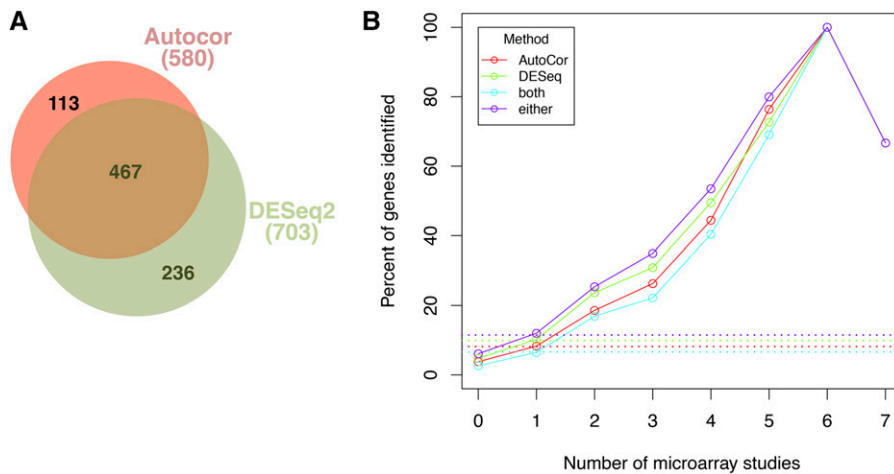 A
Autocor
(580)
113
467
DESeq2
(703)
236
B
Percent of genes identified
100
80
60
40
20
0
Method
AutoCor
DESeq
both
either
0 1 2 3 4 5 6 7
Number of microarray studies